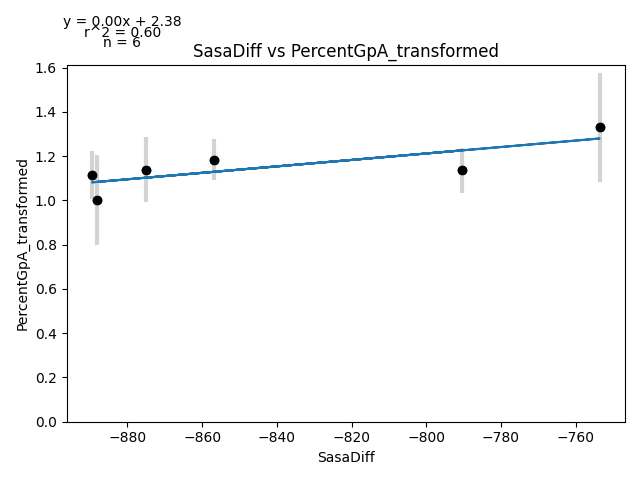 y = 0.00x + 2.38
r^2 = 0.60
n = 6
SasaDiff vs PercentGpA_transformed
1.6
1.4
1.2
1.0
0.8
0.6
0.4
0.2
0.0
PercentGpA_transformed
−880
−860
−840
−820
−800
−780
−760
SasaDiff